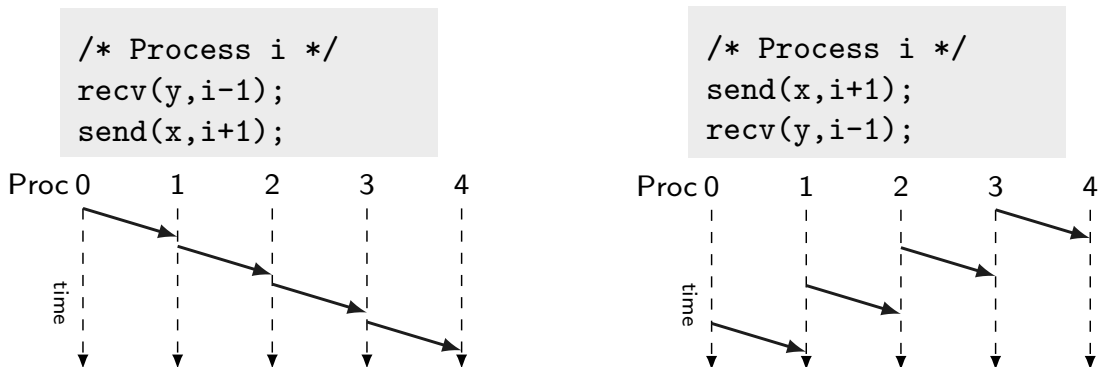 /* Process i */
recv(y,i-1);
send(x,i+1);
Proc 0 1 2 3 4
time
/* Process i */
send(x,i+1);
recv(y,i-1);
Proc 0 1 2 3 4
time